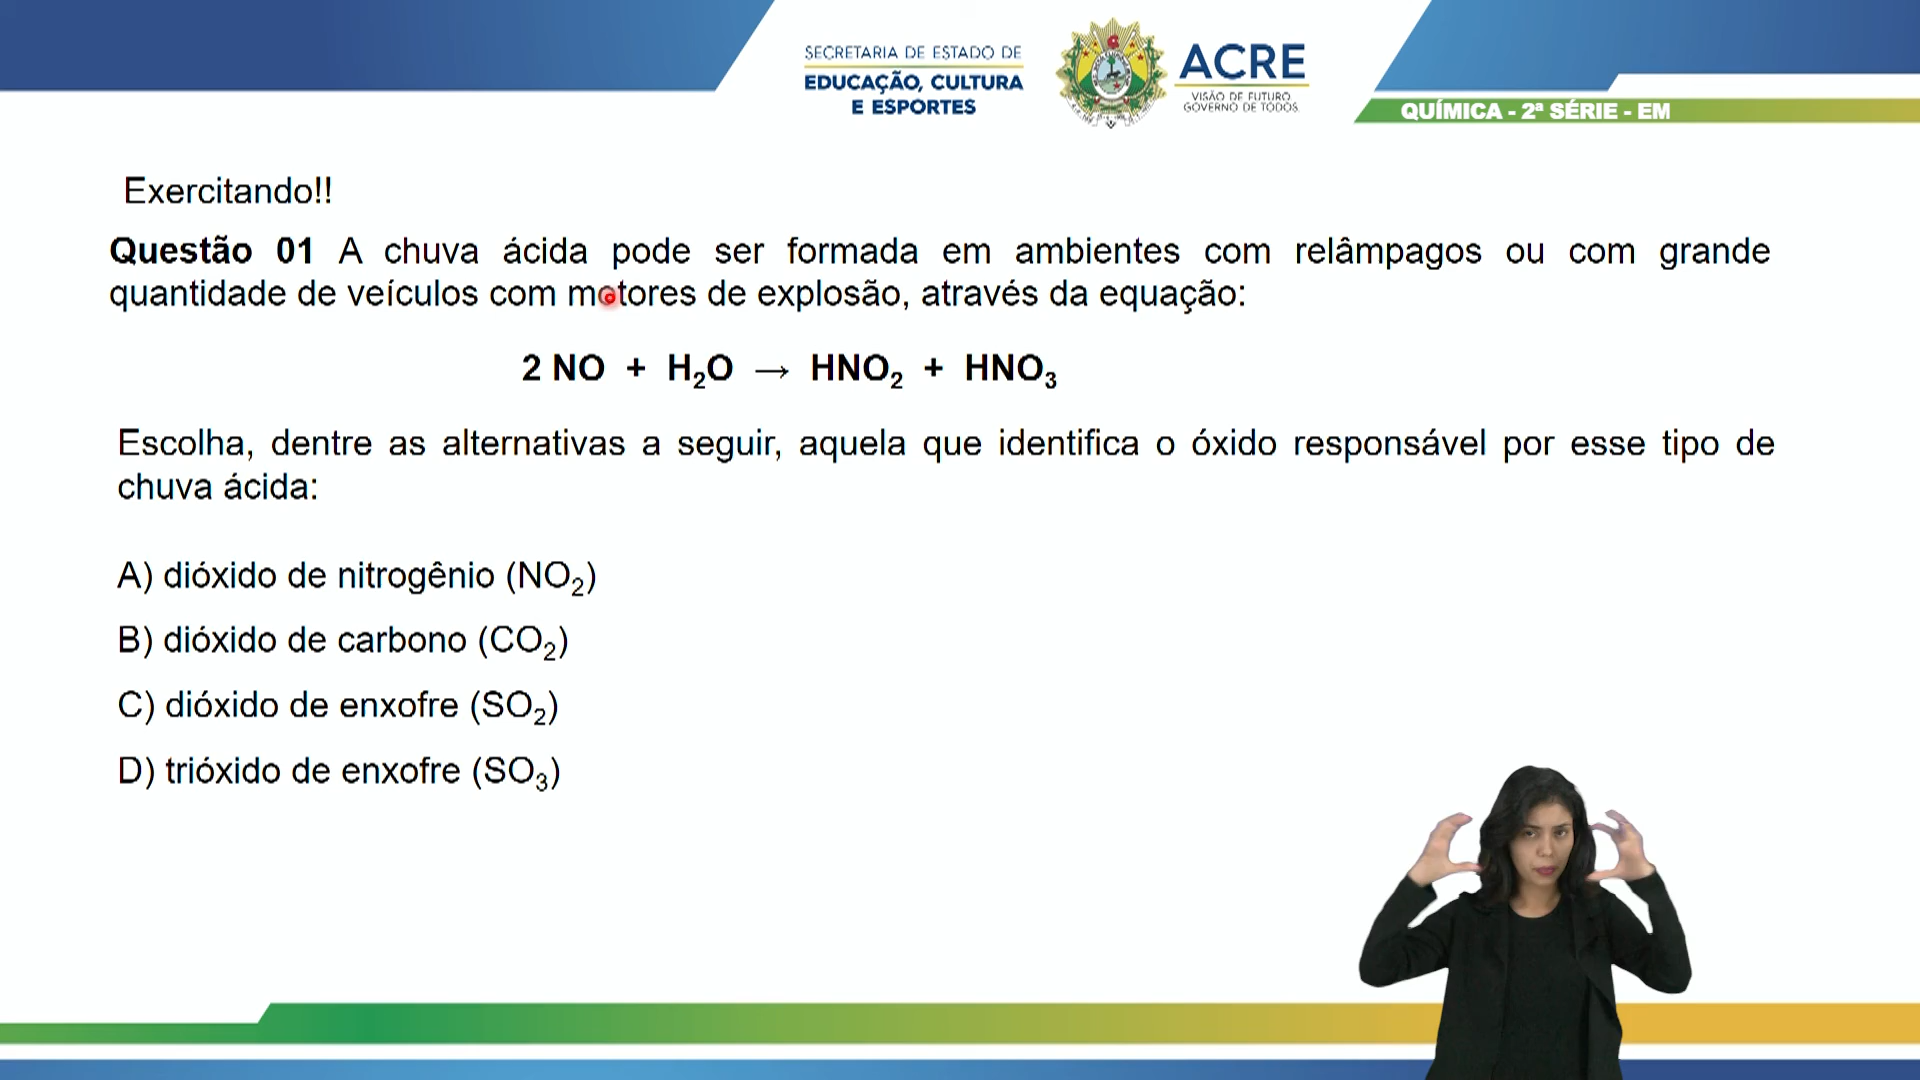 SECRETARIA DE ESTADO DE
EDUCAÇÃO, CULTURA
E ESPORTES
ACRE
VISÃO DE FUTURO
GOVERNO DE TODOS
QUÍMICA - 2ª SÉRIE - EM
Exercitando!!
Questão 01 A chuva ácida pode ser formada em ambientes com relâmpagos ou com grande
quantidade de veículos com motores de explosão, através da equação:
2 NO + H₂O → HNO₂ + HNO₃
Escolha, dentre as alternativas a seguir, aquela que identifica o óxido responsável por esse tipo de
chuva ácida:
A) dióxido de nitrogênio (NO₂)
B) dióxido de carbono (CO₂)
C) dióxido de enxofre (SO₂)
D) trióxido de enxofre (SO₃)